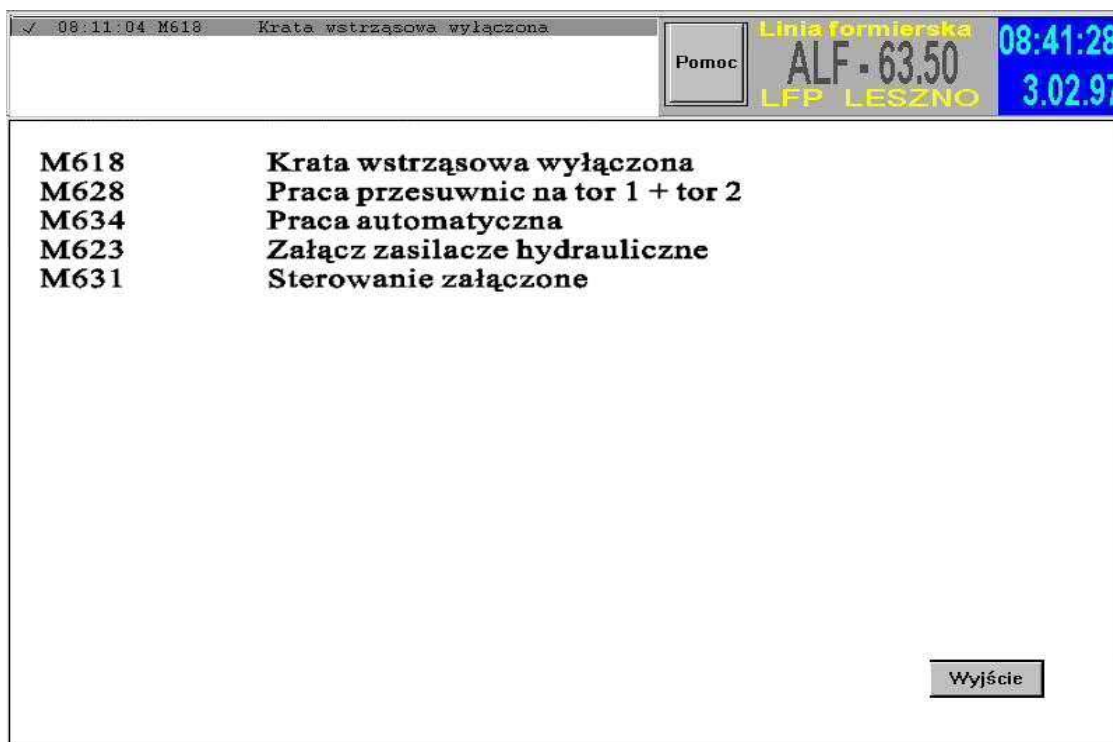 ✓ 08:11:04 M618 Krata wstrząsowa wyłączona
Pomoc
Linia formierska
ALF - 63.50
LFP LESZNO
08:41:28
3.02.97
M618 Krata wstrząsowa wyłączona
M628 Praca przesuwnic na tor 1 + tor 2
M634 Praca automatyczna
M623 Załącz zasilacze hydrauliczne
M631 Sterowanie załączone
Wyjście